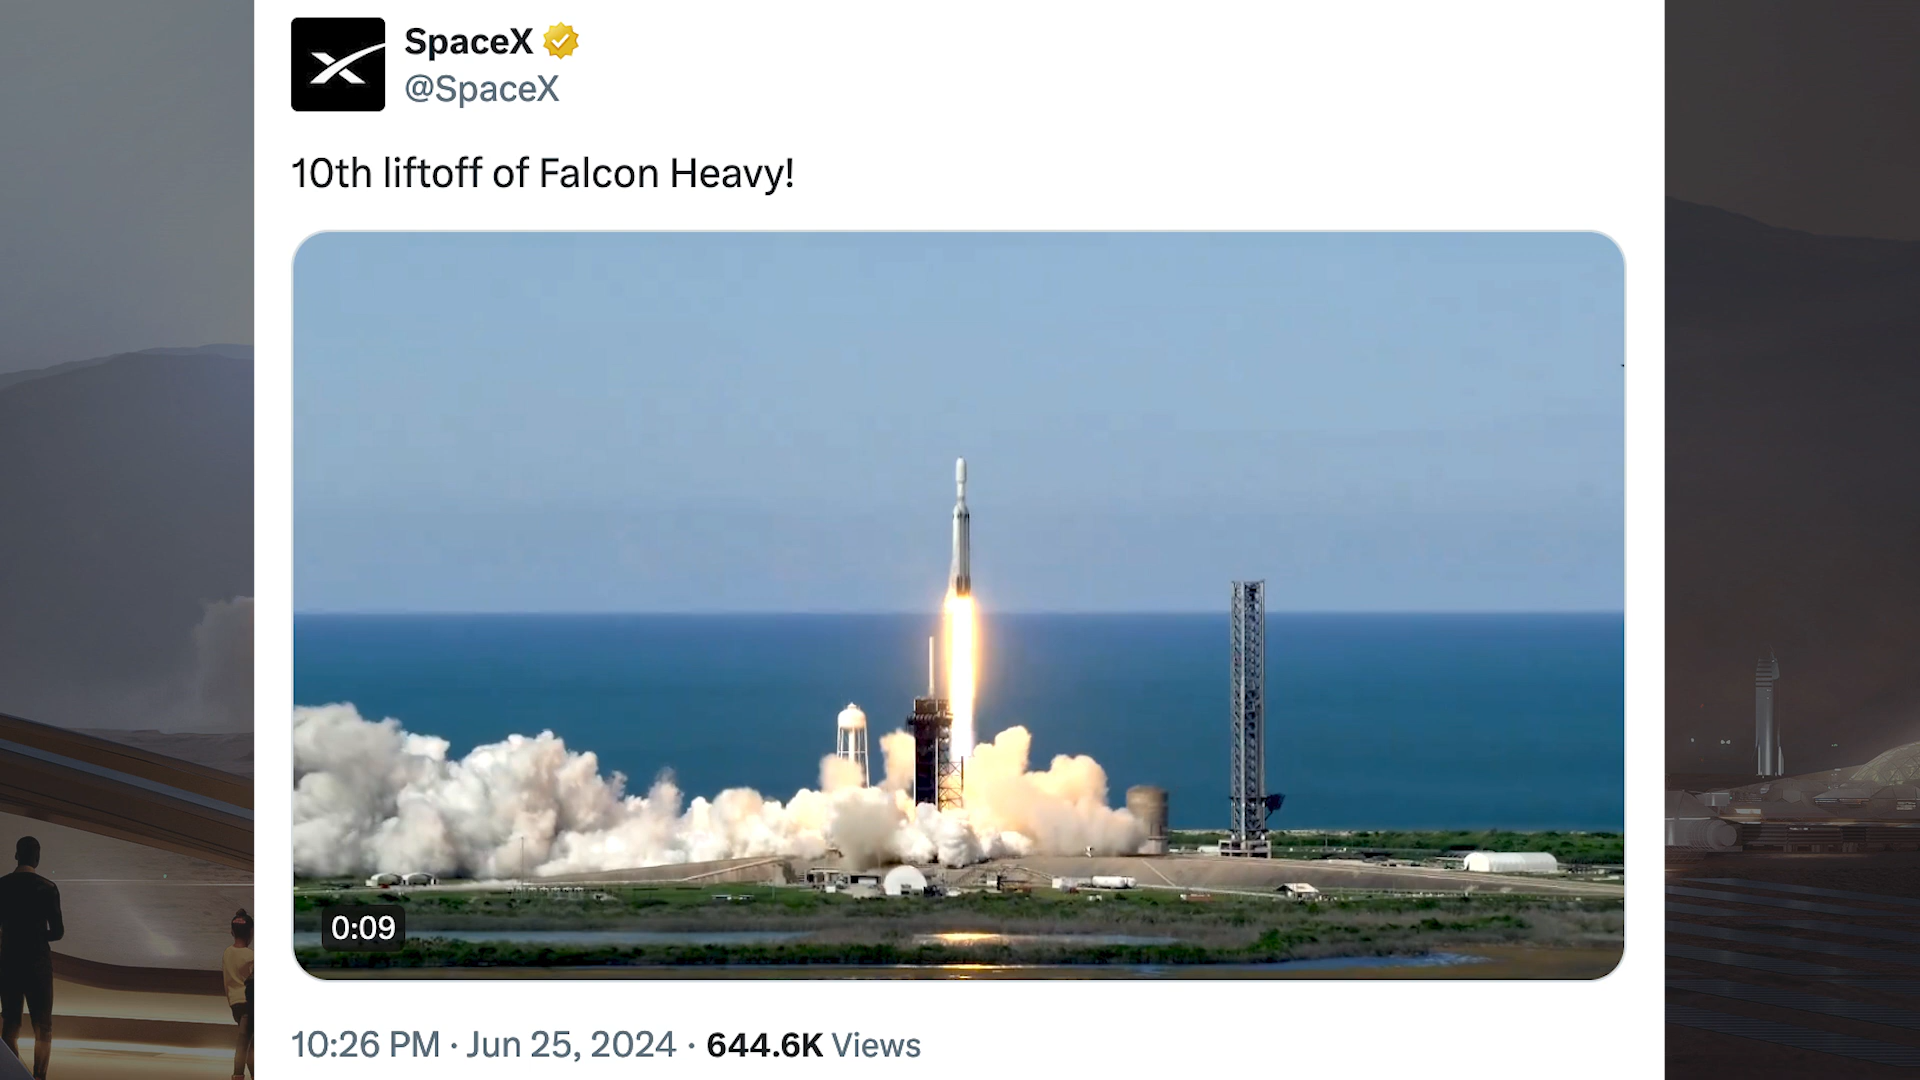 SpaceX
@SpaceX
10th liftoff of Falcon Heavy!
0:09
10:26 PM · Jun 25, 2024 · 644.6K Views